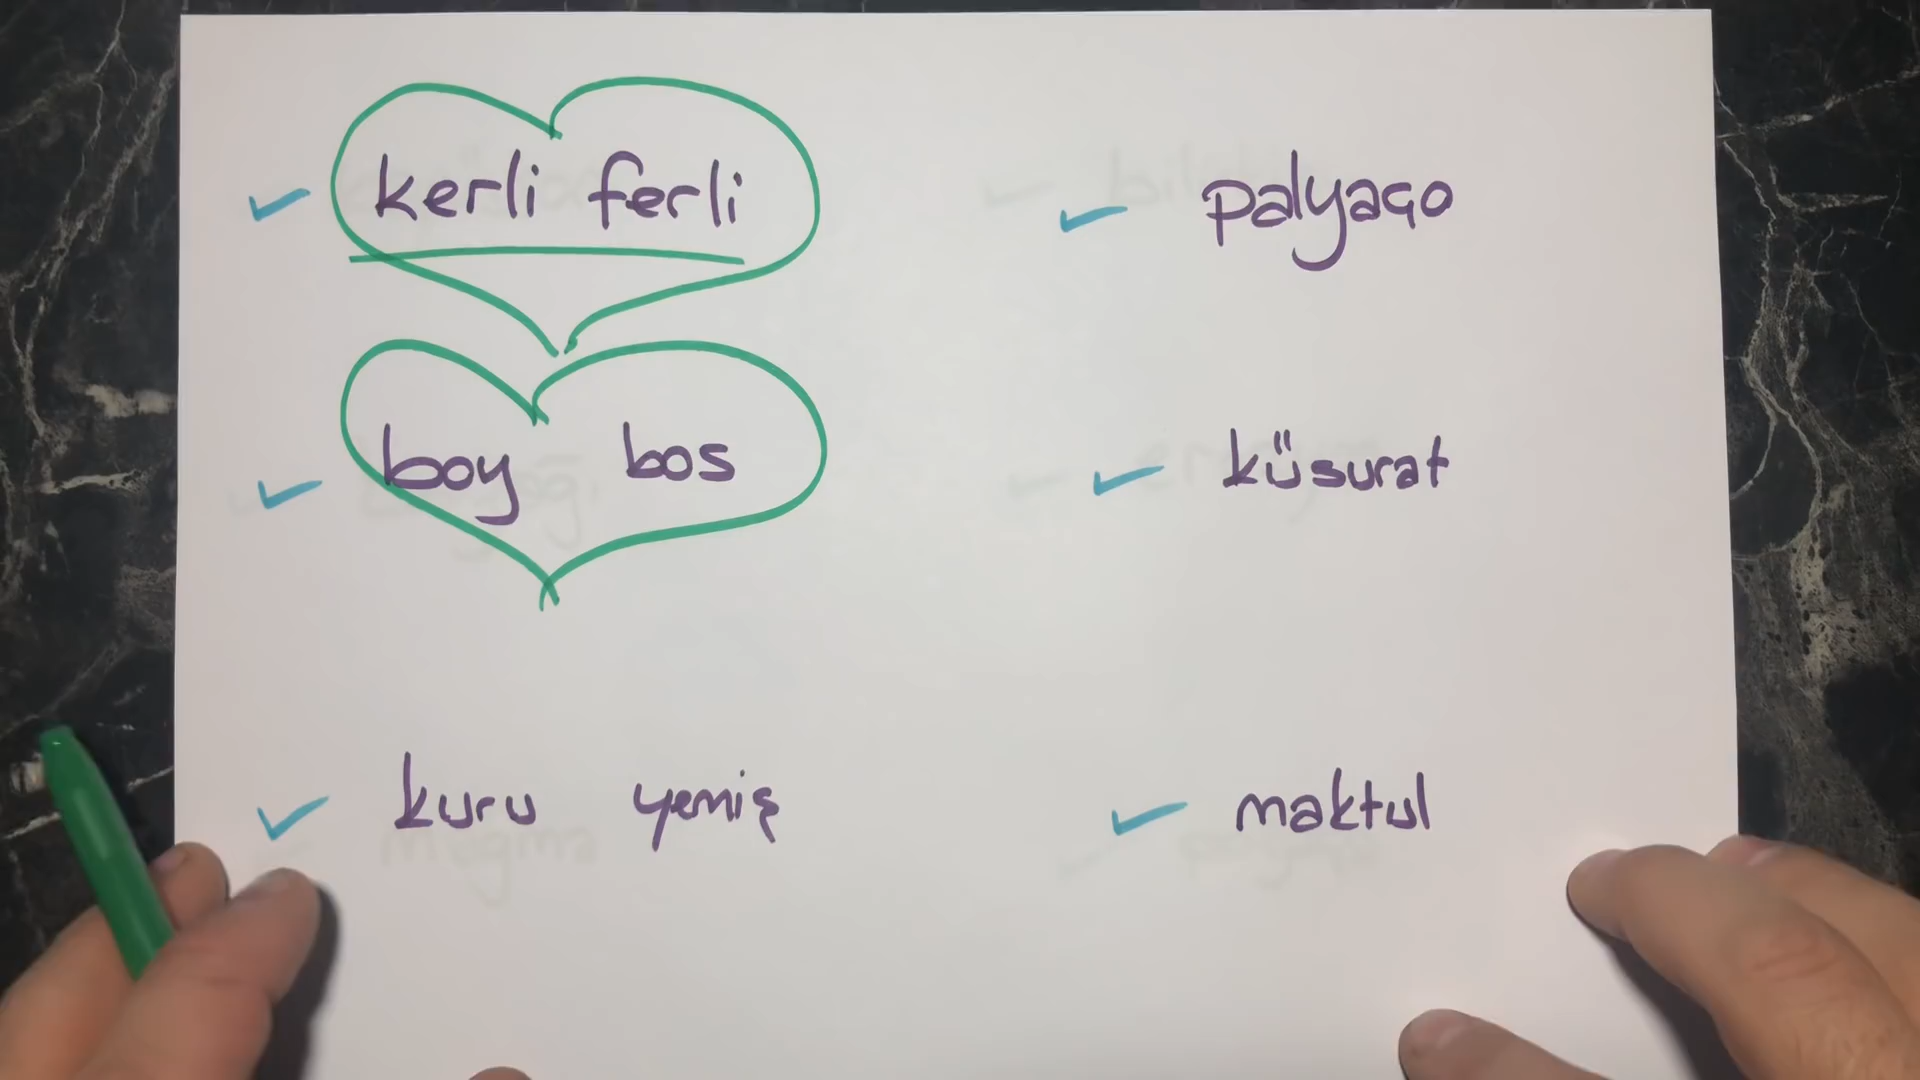 kerli ferli
boy bos
kuru yemiş
palyaço
küsurat
maktul